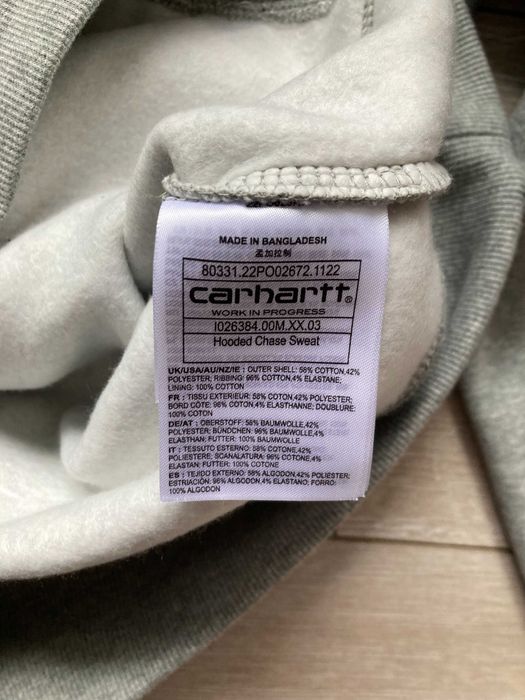 MADE IN BANGLADESH
孟加拉制
80331.22PO02672.1122
carhartt®
WORK IN PROGRESS
I026384.00M.XX.03
Hooded Chase Sweat
UK/USA/AU/NZ/IE : OUTER SHELL: 58% COTTON,42%
POLYESTER; RIBBING: 96% COTTON,4% ELASTANE;
LINING: 100% COTTON
FR : TISSU EXTERIEUR: 58% COTON,42% POLYESTER;
BORD CÔTE: 96% COTON,4% ELASTHANNE; DOUBLURE:
100% COTON
DE/AT : OBERSTOFF: 58% BAUMWOLLE,42%
POLYESTER; BÜNDCHEN: 96% BAUMWOLLE,4%
ELASTHAN; FUTTER: 100% BAUMWOLLE
IT : TESSUTO ESTERNO: 58% COTONE,42%
POLIESTERE; SCANALATURA: 96% COTONE,4%
ELASTAN; FUTTER: 100% COTONE
ES : TEJIDO EXTERNO: 58% ALGODON,42% POLIESTER;
ESTRIACIÓN: 96% ALGODON,4% ELASTANO; FORRO:
100% ALGODON